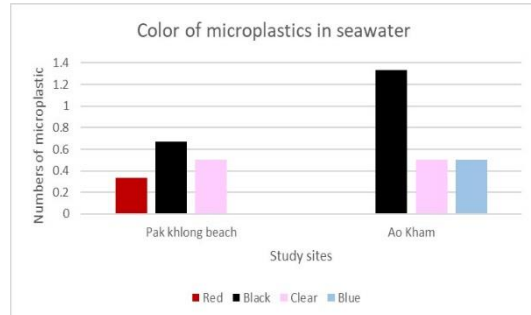 Color of microplastics in seawater
Numbers of microplastic
1.4
1.2
1
0.8
0.6
0.4
0.2
0
Pak khlong beach Ao Kham
Study sites
Red Black Clear Blue